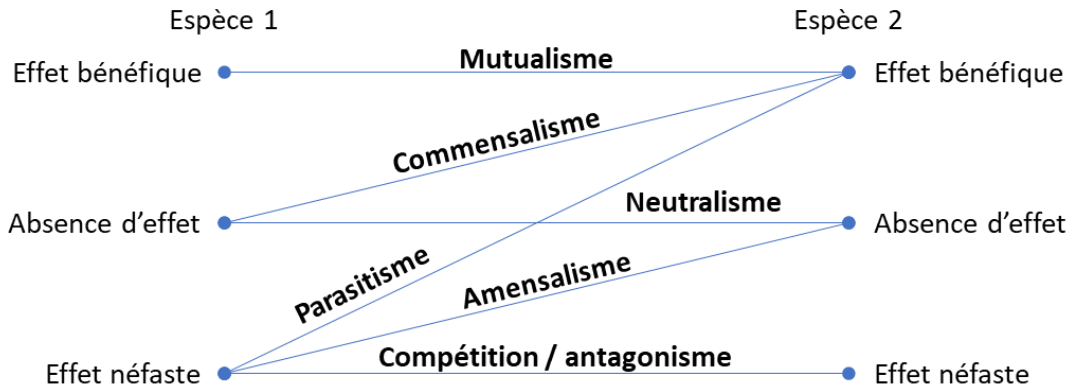 Espèce 1
Espèce 2
Effet bénéfique
Mutualisme
Effet bénéfique
Commensalisme
Absence d’effet
Neutralisme
Absence d’effet
Parasitisme
Amensalisme
Effet néfaste
Compétition / antagonisme
Effet néfaste